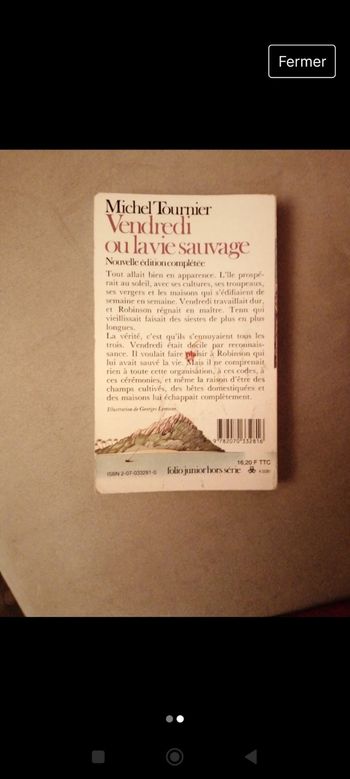 Fermer
Michel Tournier
Vendredi
ou la vie sauvage
Nouvelle édition complétée
Tout allait bien en apparence. L'île prospé-
rait au soleil, avec ses cultures, ses troupeaux,
ses vergers et les maisons qui s'édifiaient de
semaine en semaine. Vendredi travaillait dur,
et Robinson régnait en maître. Tenn qui
vieillissait faisait des siestes de plus en plus
longues.
La vérité, c'est qu'ils s'ennuyaient tous les
trois. Vendredi était docile par reconnais-
sance. Il voulait faire plaisir à Robinson qui
lui avait sauvé la vie. Mais il ne comprenait
rien à toute cette organisation, à ces codes, à
ces cérémonies, et même la raison d'être des
champs cultivés, des bêtes domestiquées et
des maisons lui échappait complètement.
Illustration de Georges Lemoine
9 782070 332816
16,20 F TTC
ISBN 2-07-033281-0
folio junior hors série